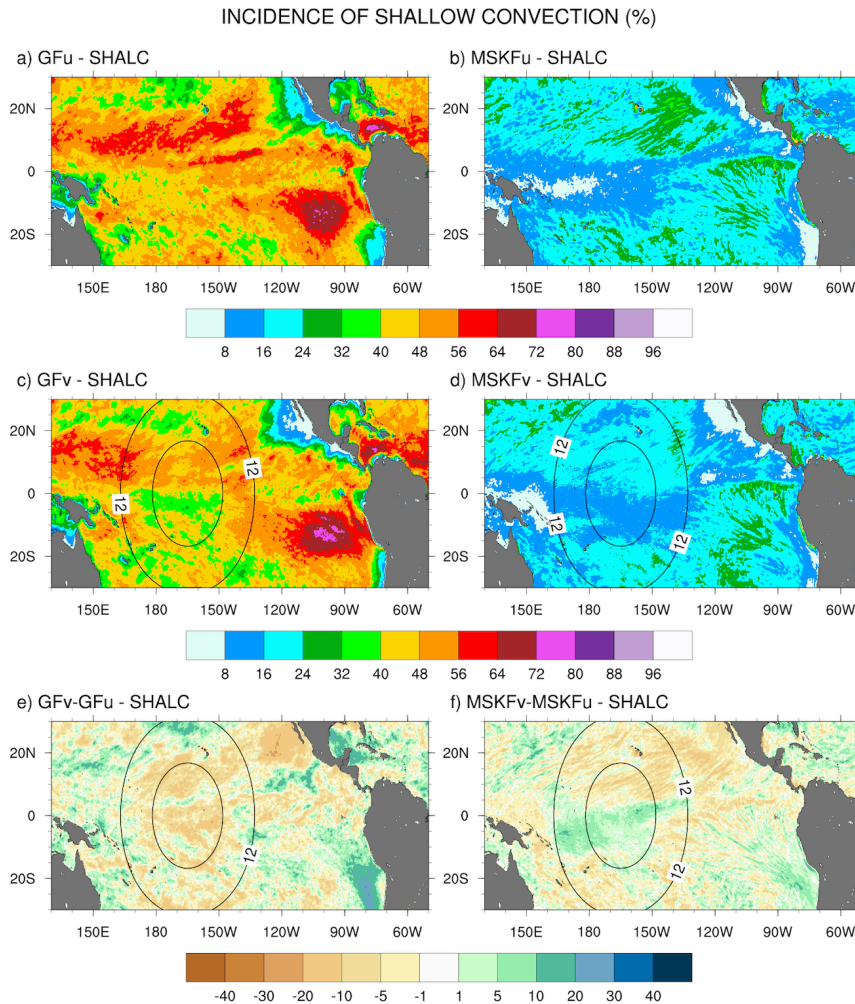 INCIDENCE OF SHALLOW CONVECTION (%)
a) GFu - SHALC
b) MSKFu - SHALC
20N
0
20S
150E 180 150W 120W 90W 60W
20N
0
20S
150E 180 150W 120W 90W 60W
8 16 24 32 40 48 56 64 72 80 88 96
c) GFv - SHALC
d) MSKFv - SHALC
20N
0
20S
12
12
150E 180 150W 120W 90W 60W
20N
0
20S
12
12
150E 180 150W 120W 90W 60W
8 16 24 32 40 48 56 64 72 80 88 96
e) GFv-GFu - SHALC
f) MSKFv-MSKFu - SHALC
20N
0
20S
12
150E 180 150W 120W 90W 60W
20N
0
20S
12
12
150E 180 150W 120W 90W 60W
-40 -30 -20 -10 -5 -1 1 5 10 20 30 40